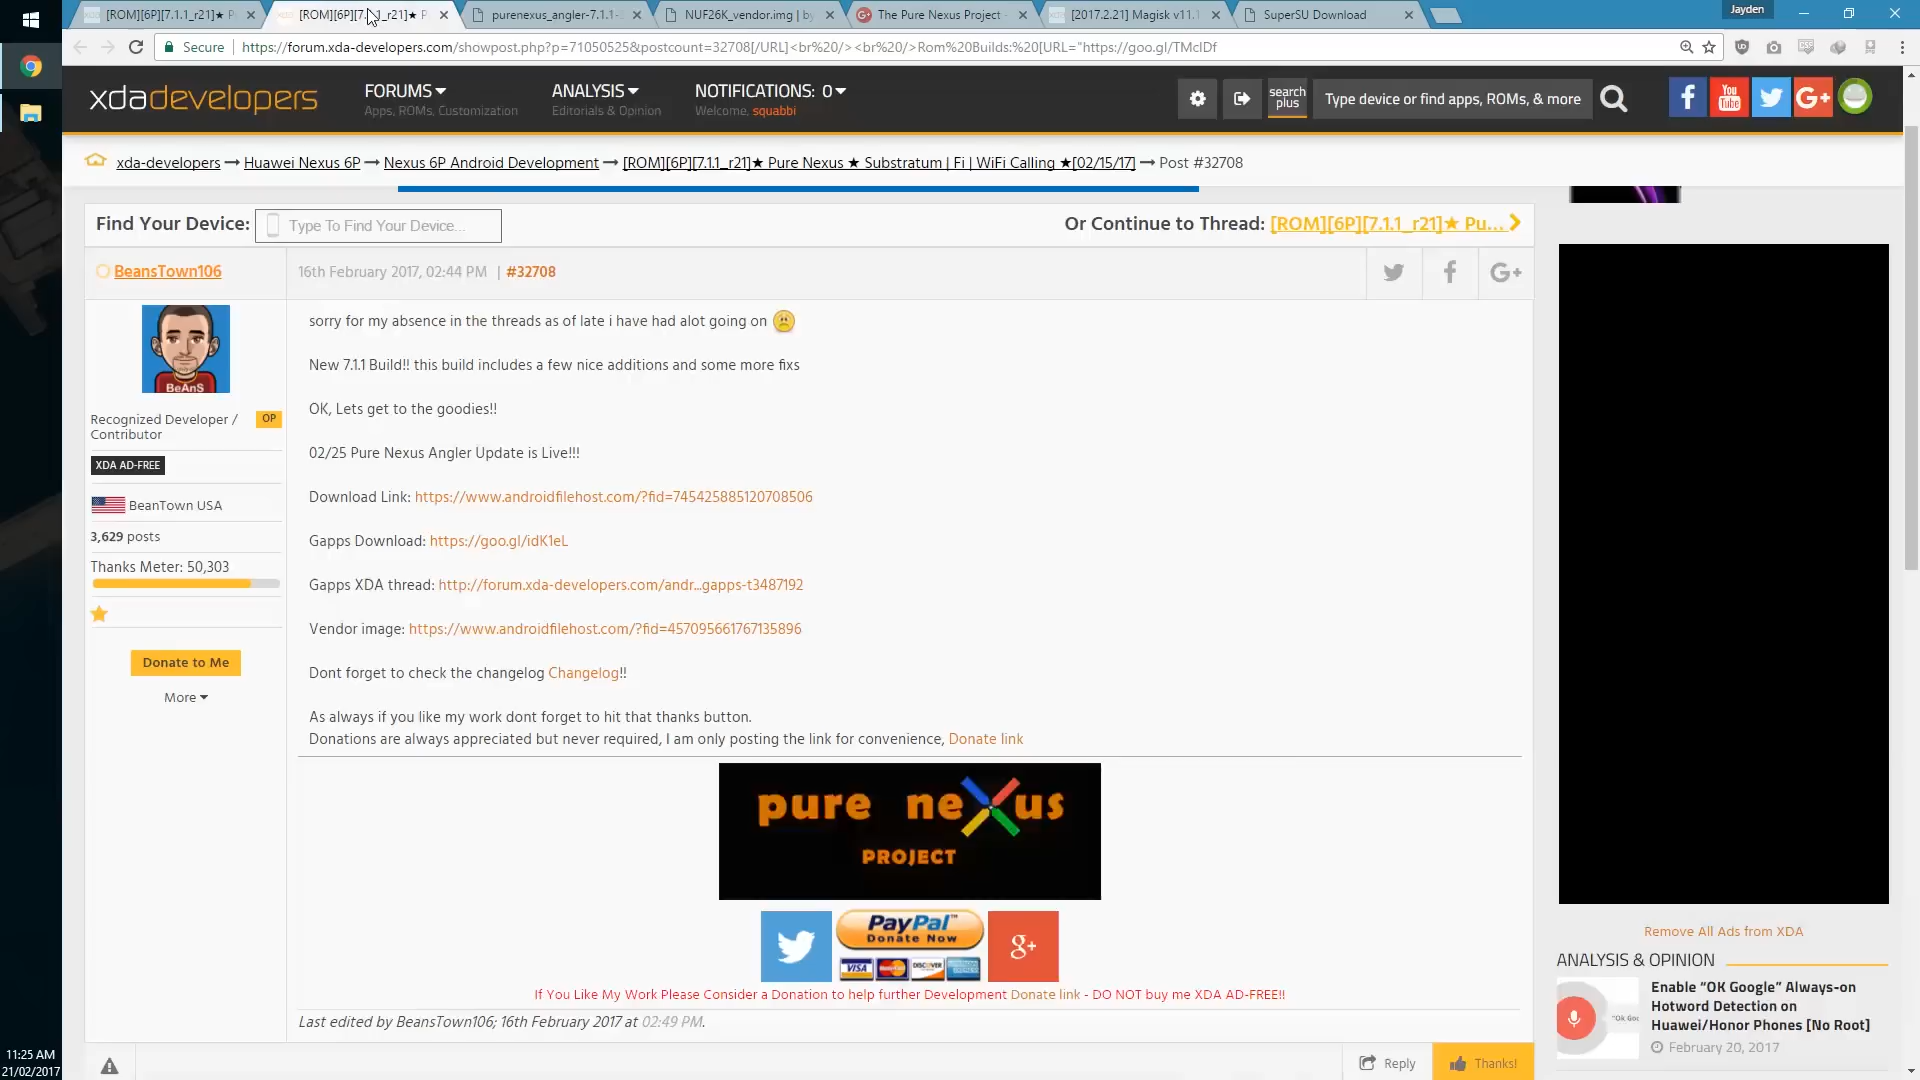 [ROM][6P][7.1.1_r21]★ P
[ROM][6P][7.1.1_r21]★ P
purenexus_angler-7.1.1-
NUF26K_vendor.img | by
The Pure Nexus Project -
[2017.2.21] Magisk v11.1
SuperSU Download
Jayden
Secure
https://forum.xda-developers.com/showpost.php?p=71050525&postcount=32708[/URL]<br%20/><br%20/>Rom%20Builds:%20[URL="https://goo.gl/TMclDf
xdadevelopers
FORUMS
Apps, ROMs, Customization
ANALYSIS
Editorials & Opinion
NOTIFICATIONS: 0
Welcome, squabbi
search plus
Type device or find apps, ROMs, & more
You Tube
G+
xda-developers → Huawei Nexus 6P → Nexus 6P Android Development → [ROM][6P][7.1.1_r21]★ Pure Nexus ★ Substratum | Fi | WiFi Calling ★[02/15/17] → Post #32708
Find Your Device:
Type To Find Your Device...
Or Continue to Thread: [ROM][6P][7.1.1_r21]★ Pu...
BeansTown106
16th February 2017, 02:44 PM | #32708
BeAnS
Recognized Developer / Contributor
OP
XDA AD-FREE
BeanTown USA
3,629 posts
Thanks Meter: 50,303
Donate to Me
More
sorry for my absence in the threads as of late i have had alot going on
New 7.1.1 Build!! this build includes a few nice additions and some more fixs
OK, Lets get to the goodies!!
02/25 Pure Nexus Angler Update is Live!!!
Download Link: https://www.androidfilehost.com/?fid=745425885120708506
Gapps Download: https://goo.gl/idK1eL
Gapps XDA thread: http://forum.xda-developers.com/andr...gapps-t3487192
Vendor image: https://www.androidfilehost.com/?fid=457095661767135896
Dont forget to check the changelog Changelog!!
As always if you like my work dont forget to hit that thanks button.
Donations are always appreciated but never required, I am only posting the link for convenience, Donate link
pure nexus
PROJECT
PayPal™
Donate Now
VISA
DISCOVER
g+
If You Like My Work Please Consider a Donation to help further Development Donate link - DO NOT buy me XDA AD-FREE!!
Last edited by BeansTown106; 16th February 2017 at 02:49 PM.
Reply
Thanks!
Remove All Ads from XDA
ANALYSIS & OPINION
Enable “OK Google” Always-on
Hotword Detection on
Huawei/Honor Phones [No Root]
February 20, 2017
11:25 AM
21/02/2017